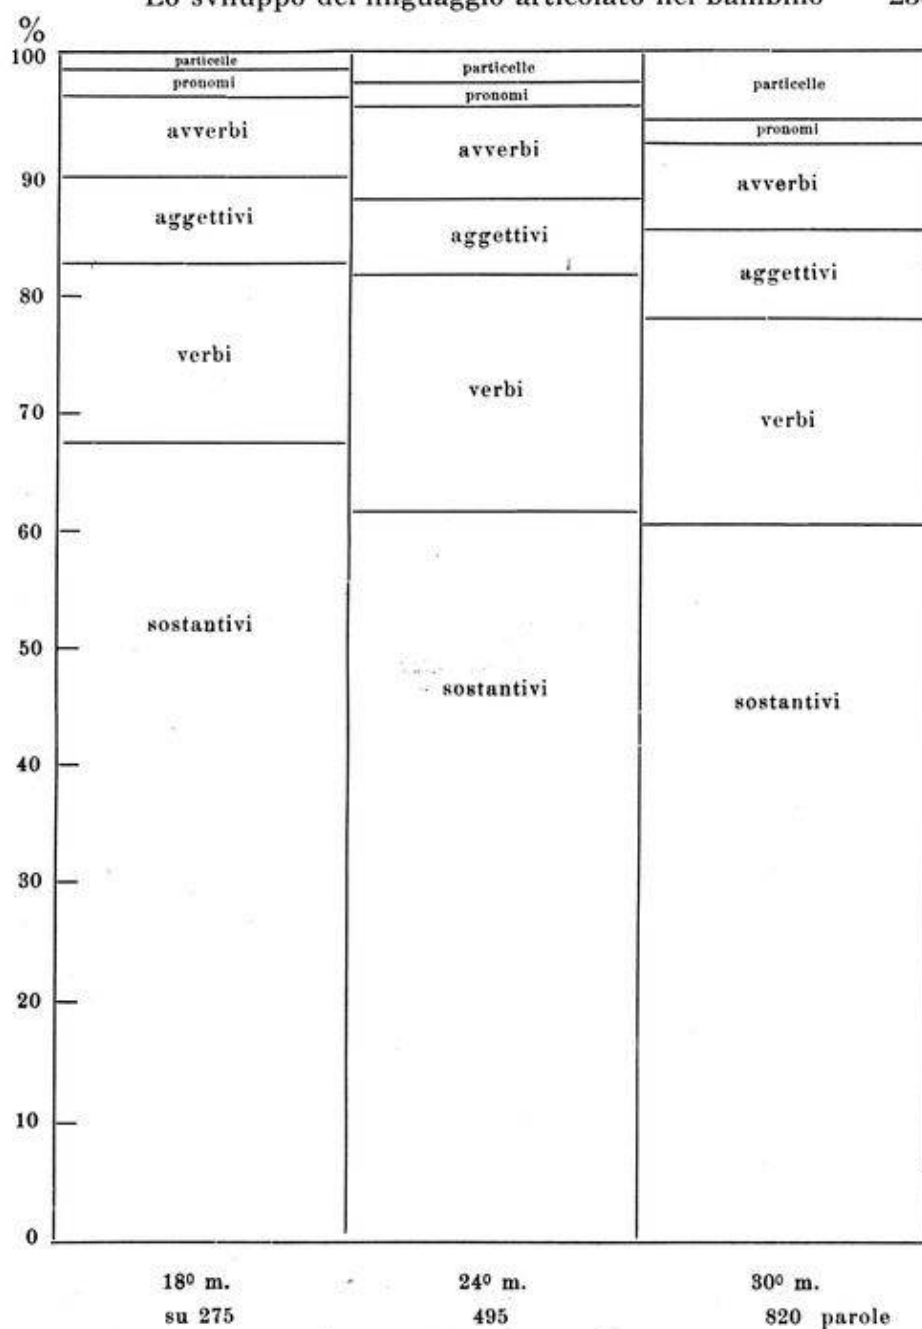 Lo sviluppo del linguaggio articolato nel bambino
%
100
90
80
70
60
50
40
30
20
10
0
particelle
pronomi
avverbi
aggettivi
verbi
sostantivi
particelle
pronomi
avverbi
aggettivi
verbi
sostantivi
particelle
pronomi
avverbi
aggettivi
verbi
sostantivi
18º m. 24º m. 30º m.
su 275 495 820 parole